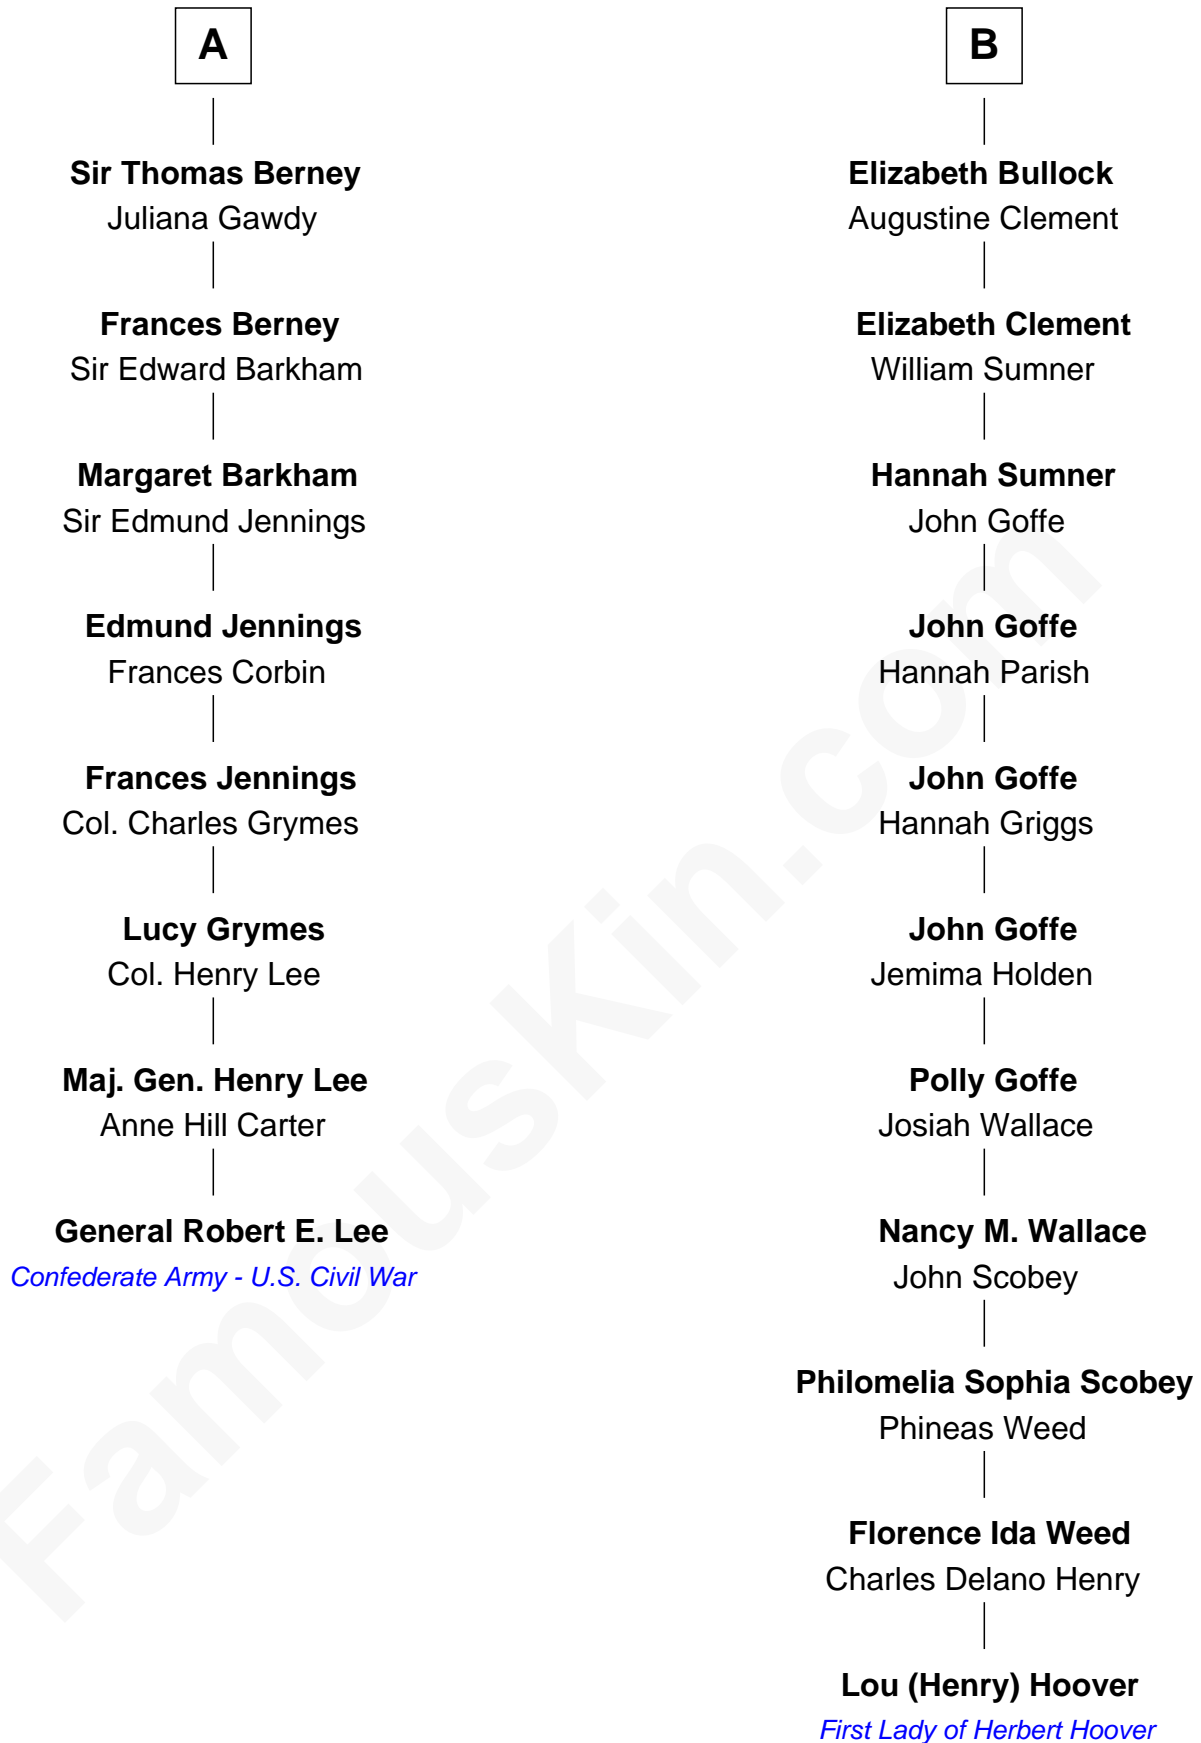 A
Sir Thomas Berney
Juliana Gawdy
Frances Berney
Sir Edward Barkham
Margaret Barkham
Sir Edmund Jennings
Edmund Jennings
Frances Corbin
Frances Jennings
Col. Charles Grymes
Lucy Grymes
Col. Henry Lee
Maj. Gen. Henry Lee
Anne Hill Carter
General Robert E. Lee
Confederate Army - U.S. Civil War
B
Elizabeth Bullock
Augustine Clement
Elizabeth Clement
William Sumner
Hannah Sumner
John Goffe
John Goffe
Hannah Parish
John Goffe
Hannah Griggs
John Goffe
Jemima Holden
Polly Goffe
Josiah Wallace
Nancy M. Wallace
John Scobey
Philomelia Sophia Scobey
Phineas Weed
Florence Ida Weed
Charles Delano Henry
Lou (Henry) Hoover
First Lady of Herbert Hoover
FamousKin.com